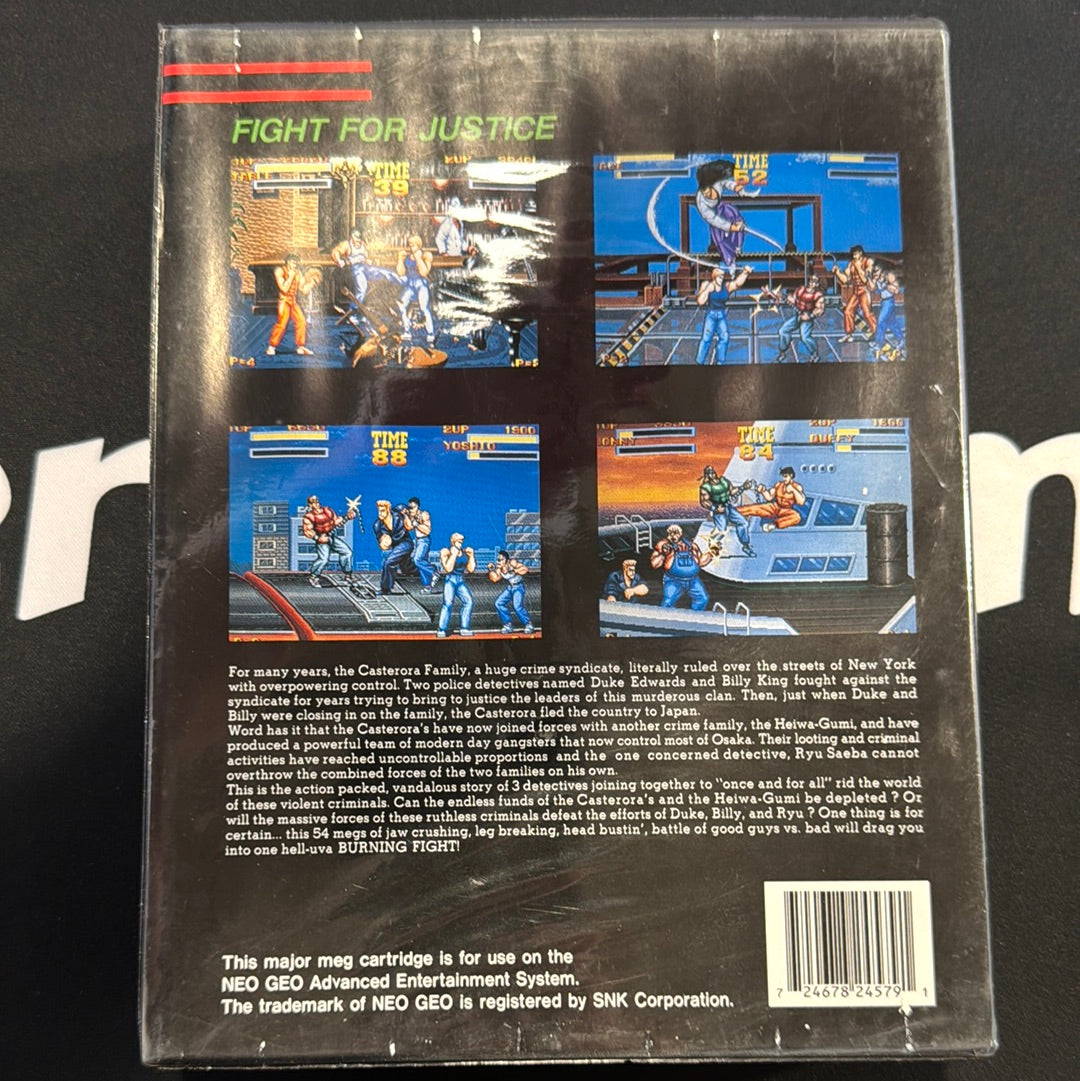 FIGHT FOR JUSTICE
TIME
39
P=4
TIME
52
2UP 1800
TIME
YOSHIO
88
2UP 1800
TIME
DUFFY
84
For many years, the Casterora Family, a huge crime syndicate, literally ruled over the streets of New York
with overpowering control. Two police detectives named Duke Edwards and Billy King fought against the
syndicate for years trying to bring to justice the leaders of this murderous clan. Then, just when Duke and
Billy were closing in on the family, the Casterora fled the country to Japan.
Word has it that the Casterora's have now joined forces with another crime family, the Heiwa-Gumi, and have
produced a powerful team of modern day gangsters that now control most of Osaka. Their looting and criminal
activities have reached uncontrollable proportions and the one concerned detective, Ryu Saeba cannot
overthrow the combined forces of the two families on his own.
This is the action packed, vandalous story of 3 detectives joining together to "once and for all" rid the world
of these violent criminals. Can the endless funds of the Casterora's and the Heiwa-Gumi be depleted ? Or
will the massive forces of these ruthless criminals defeat the efforts of Duke, Billy, and Ryu ? One thing is for
certain... this 54 megs of jaw crushing, leg breaking, head bustin', battle of good guys vs. bad will drag you
into one hell-uva BURNING FIGHT!
This major meg cartridge is for use on the
NEO GEO Advanced Entertainment System.
The trademark of NEO GEO is registered by SNK Corporation.
7 24678 24579 1